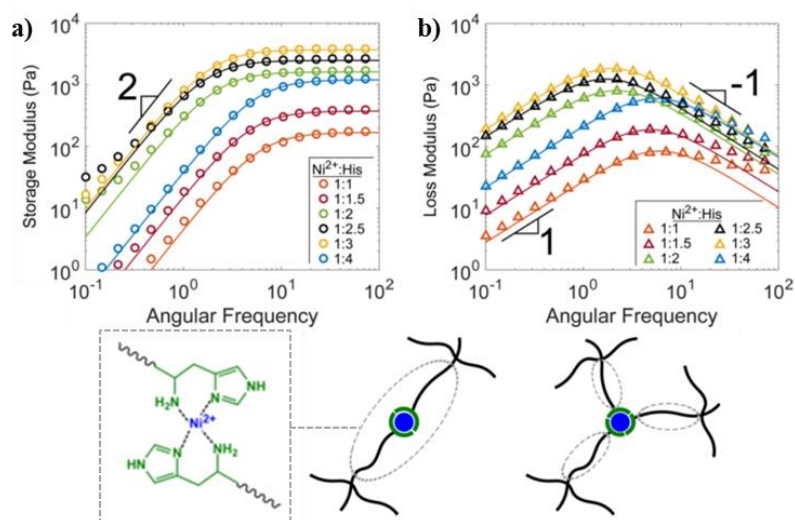 a)
Storage Modulus (Pa)
10⁴
10³
10²
10¹
10⁰
10⁻¹ 10⁰ 10¹ 10²
Angular Frequency
2
Ni²⁺:His
1:1
1:1.5
1:2
1:2.5
1:3
1:4
b)
Loss Modulus (Pa)
10⁴
10³
10²
10¹
10⁰
10⁻¹ 10⁰ 10¹ 10²
Angular Frequency
-1
1
Ni²⁺:His
1:1 1:2.5
1:1.5 1:3
1:2 1:4
N NH
H₂N N
Ni²⁺
N NH₂
HN